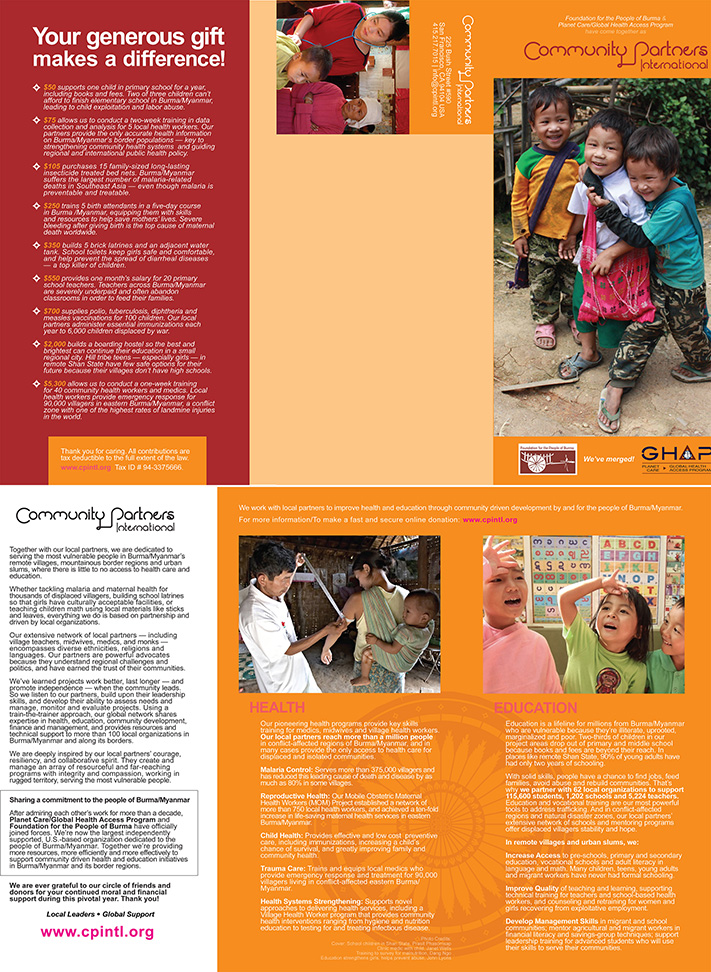 Your generous gift
makes a difference!
$50 supports one child in primary school for a year,
including books and fees. Two of three children can't
afford to finish elementary school in Burma/Myanmar,
leading to child exploitation and labor abuse.
$75 allows us to conduct a two-week training in data
collection and analysis for 5 local health workers. Our
partners provide the only accurate health information
on Burma/Myanmar's border populations — key to
strengthening community health systems and guiding
regional and international public health policy.
$105 purchases 15 family-sized long-lasting
insecticide treated bed nets. Burma/Myanmar
suffers the largest number of malaria-related
deaths in Southeast Asia — even though malaria is
preventable and treatable.
$250 trains 5 birth attendants in a five-day course
in Burma /Myanmar, equipping them with skills
and resources to help save mothers' lives. Severe
bleeding after giving birth is the top cause of maternal
death worldwide.
$350 builds 5 brick latrines and an adjacent water
tank. School toilets keep girls safe and comfortable,
and help prevent the spread of diarrheal diseases
— a top killer of children.
$550 provides one month's salary for 20 primary
school teachers. Teachers across Burma/Myanmar
are severely underpaid and often abandon
classrooms in order to feed their families.
$700 supplies polio, tuberculosis, diphtheria and
measles vaccinations for 100 children. Our local
partners administer essential immunizations each
year to 6,000 children displaced by war.
$2,000 builds a boarding hostel so the best and
brightest can continue their education in a small
regional city. Hill tribe teens — especially girls — in
remote Shan State have few safe options for their
future because their villages don't have high schools.
$5,300 allows us to conduct a one-week training
for 40 community health workers and medics. Local
health workers provide emergency response for
90,000 villagers in eastern Burma/Myanmar, a conflict
zone with one of the highest rates of landmine injuries
in the world.
Thank you for caring. All contributions are
tax deductible to the full extent of the law.
www.cpintl.org Tax ID # 94-3375666
Community Partners
International
225 Bush Street #590
San Francisco, CA 94104 USA
415 217 7015 | info@cpintl.org
Foundation for the People of Burma &
Planet Care/Global Health Access Program
have come together as
Community Partners
International
Foundation for the People of Burma
We've merged!
GHAP
PLANET CARE
GLOBAL HEALTH ACCESS PROGRAM
Community Partners
International
Together with our local partners, we are dedicated to
serving the most vulnerable people in Burma/Myanmar's
remote villages, mountainous border regions and urban
slums, where there is little to no access to health care and
education.
Whether tackling malaria and maternal health for
thousands of displaced villagers, building school latrines
so that girls have culturally acceptable facilities, or
teaching children math using local materials like sticks
and leaves, everything we do is based on partnership and
driven by local organizations.
Our extensive network of local partners — including
village teachers, midwives, medics, and monks —
encompasses diverse ethnicities, religions and
languages. Our partners are powerful advocates
because they understand regional challenges and
politics, and have earned the trust of their communities.
We've learned projects work better, last longer — and
promote independence — when the community leads.
So we listen to our partners, build upon their leadership
skills, and develop their ability to assess needs and
manage, monitor and evaluate projects. Using a
train-the-trainer approach, our global network shares
expertise in health, education, community development,
finance and management, and provides resources and
technical support to more than 100 local organizations in
Burma/Myanmar and along its borders.
We are deeply inspired by our local partners' courage,
resiliency, and collaborative spirit. They create and
manage an array of resourceful and far-reaching
programs with integrity and compassion, working in
rugged territory, serving the most vulnerable people.
Sharing a commitment to the people of Burma/Myanmar
After admiring each other's work for more than a decade,
Planet Care/Global Health Access Program and
Foundation for the People of Burma have officially
joined forces. We're now the largest independently
supported, U.S.-based organization dedicated to the
people of Burma/Myanmar. Together we're providing
more resources, more efficiently and more effectively to
support community driven health and education initiatives
in Burma/Myanmar and its border regions.
We are ever grateful to our circle of friends and
donors for your continued moral and financial
support during this pivotal year. Thank you!
Local Leaders • Global Support
www.cpintl.org
We work with local partners to improve health and education through community driven development by and for the people of Burma/Myanmar.
For more information/To make a fast and secure online donation: www.cpintl.org
HEALTH
Our pioneering health programs provide key skills
training for medics, midwives and village health workers.
Our local partners reach more than a million people
in conflict-affected regions of Burma/Myanmar, and in
many cases provide the only access to health care for
displaced and isolated communities.
Malaria Control: Serves more than 375,000 villagers and
has reduced this leading cause of death and disease by as
much as 80% in some villages.
Reproductive Health: Our Mobile Obstetric Maternal
Health Workers (MOM) Project established a network of
more than 750 local health workers, and achieved a ten-fold
increase in life-saving maternal health services in eastern
Burma/Myanmar.
Child Health: Provides effective and low cost preventive
care, including immunizations, increasing a child's
chance of survival, and greatly improving family and
community health.
Trauma Care: Trains and equips local medics who
provide emergency response and treatment for 90,000
villagers living in conflict-affected eastern Burma/
Myanmar.
Health Systems Strengthening: Supports novel
approaches to delivering health services, including a
Village Health Worker program that provides community
health interventions ranging from hygiene and nutrition
education to testing for and treating infectious disease.
Photo Credits
EDUCATION
Education is a lifeline for millions from Burma/Myanmar
who are vulnerable because they're illiterate, uprooted,
marginalized and poor. Two-thirds of children in our
project areas drop out of primary and middle school
because books and fees are beyond their reach. In
places like remote Shan State, 90% of young adults have
had only two years of schooling.
With solid skills, people have a chance to find jobs, feed
families, avoid abuse and rebuild communities. That's
why we partner with 62 local organizations to support
115,600 students, 1,202 schools and 5,224 teachers.
Education and vocational training are our most powerful
tools to address trafficking. And in conflict-affected
regions and natural disaster zones, our local partners'
extensive network of schools and mentoring programs
offer displaced villagers stability and hope.
In remote villages and urban slums, we:
Increase Access to pre-schools, primary and secondary
education, vocational schools and adult literacy in
language and math. Many children, teens, young adults
and migrant workers have never had formal schooling.
Improve Quality of teaching and learning, supporting
technical training for teachers and school-based health
workers, and counseling and retraining for women and
girls recovering from exploitative employment.
Develop Management Skills in migrant and school
communities; mentor agricultural and migrant workers in
financial literacy and savings-group techniques; support
leadership training for advanced students who will use
their skills to serve their communities.